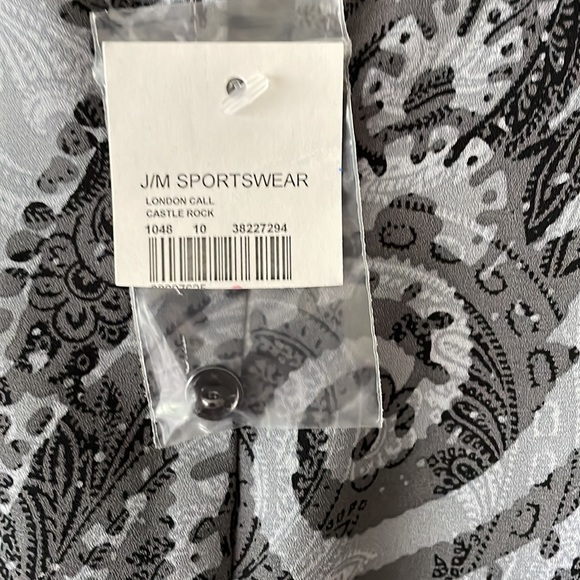 J/M SPORTSWEAR
LONDON CALL
CASTLE ROCK
1048 10 38227294